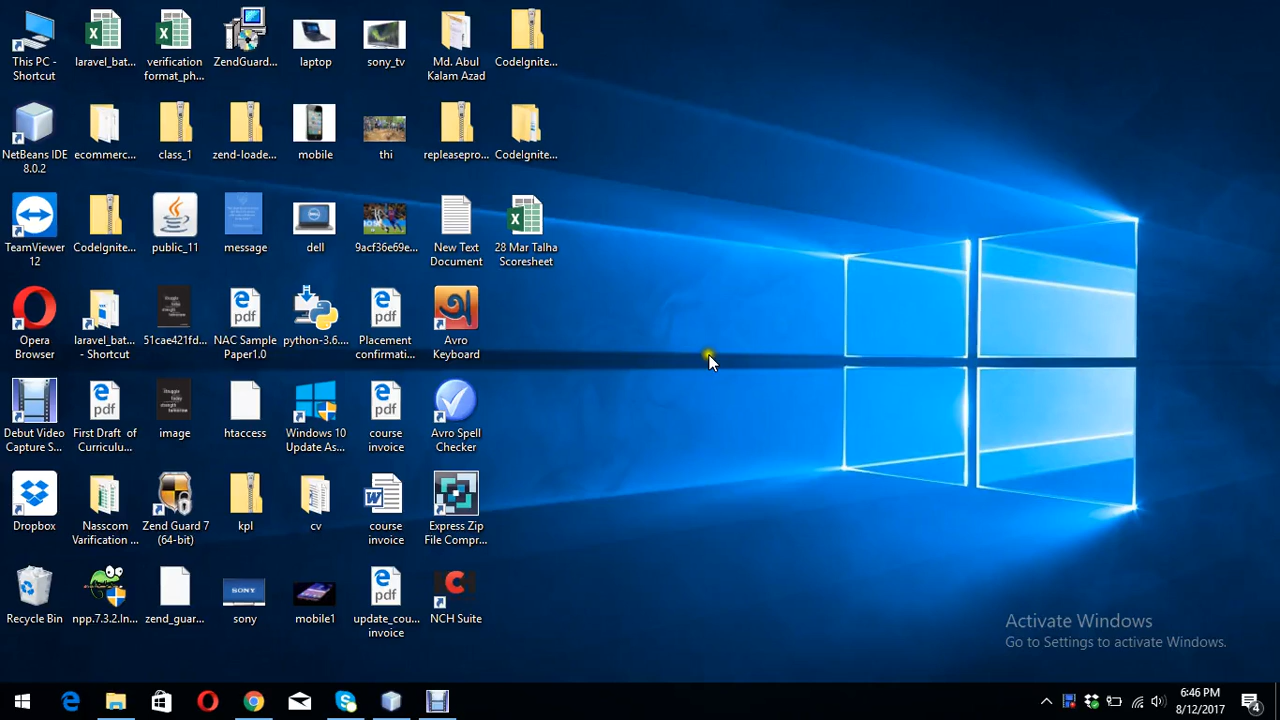 This PC -
Shortcut
laravel_bat...
verification
format_ph...
ZendGuard...
laptop
sony_tv
Md. Abul
Kalam Azad
CodeIgnite...
NetBeans IDE
8.0.2
ecommerc...
class_1
zend-loade...
mobile
thi
repleasepro...
CodeIgnite...
TeamViewer
12
CodeIgnite...
public_11
message
dell
9acf36e69e...
New Text
Document
28 Mar Talha
Scoresheet
Opera
Browser
laravel_bat...
- Shortcut
51cae421fd...
NAC Sample
Paper1.0
python-3.6....
Placement
confirmati...
Avro
Keyboard
Debut Video
Capture S...
First Draft of
Curriculu...
image
htaccess
Windows 10
Update As...
course
invoice
Avro Spell
Checker
Dropbox
Nasscom
Varification ...
Zend Guard 7
(64-bit)
kpl
cv
course
invoice
Express Zip
File Compr...
Recycle Bin
npp.7.3.2.In...
zend_guar...
SONY
sony
mobile1
update_cou...
invoice
NCH Suite
Activate Windows
Go to Settings to activate Windows.
6:46 PM
8/12/2017
4